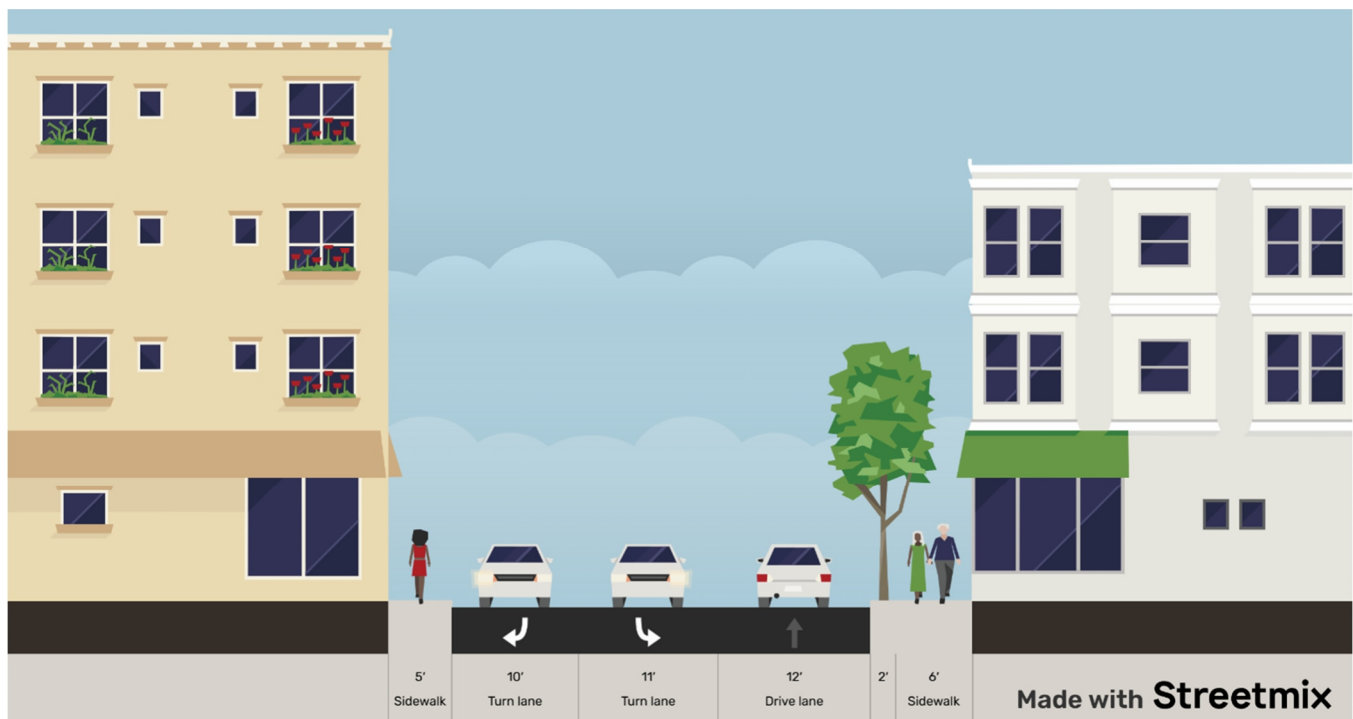 5′
Sidewalk
10′
Turn lane
11′
Turn lane
12′
Drive lane
2′
6′
Sidewalk
Made with Streetmix